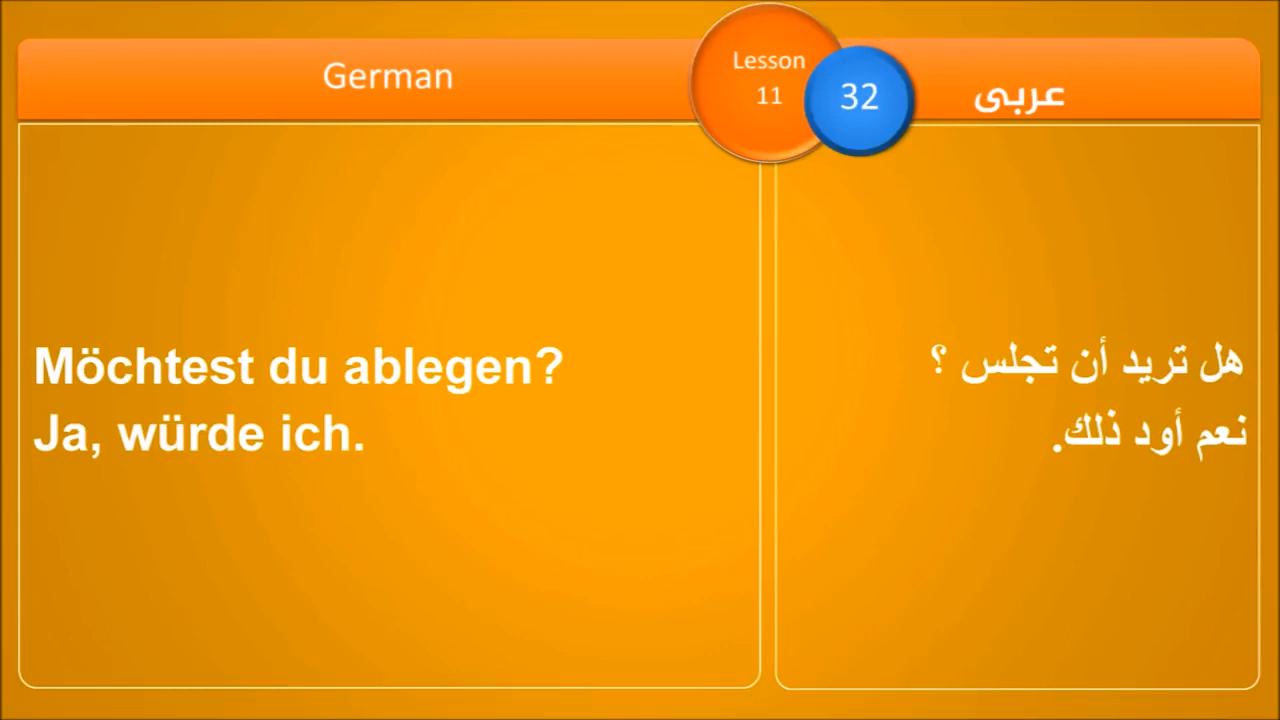 German
Lesson
11
32
عربى
Möchtest du ablegen?
Ja, würde ich.
هل تريد أن تجلس ؟
نعم أود ذلك.